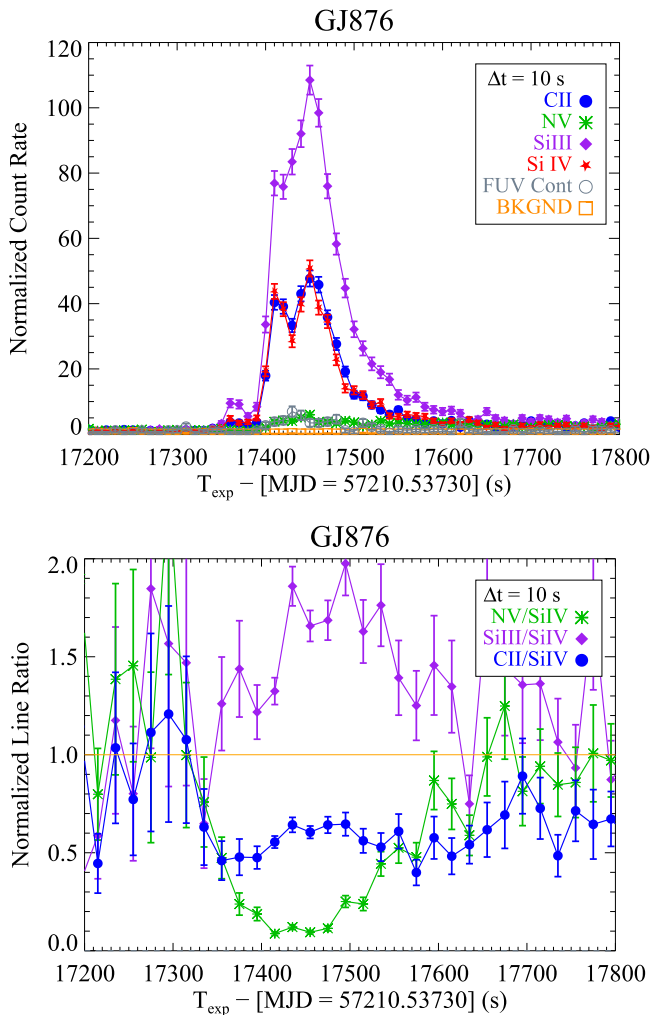 GJ876
120
100
80
60
40
20
0
Normalized Count Rate
Δt = 10 s
CII
NV
SiIII
Si IV
FUV Cont
BKGND
17200 17300 17400 17500 17600 17700 17800
Texp − [MJD = 57210.53730] (s)
GJ876
2.0
1.5
1.0
0.5
0.0
Normalized Line Ratio
Δt = 10 s
NV/SiIV
SiIII/SiIV
CII/SiIV
17200 17300 17400 17500 17600 17700 17800
Texp − [MJD = 57210.53730] (s)